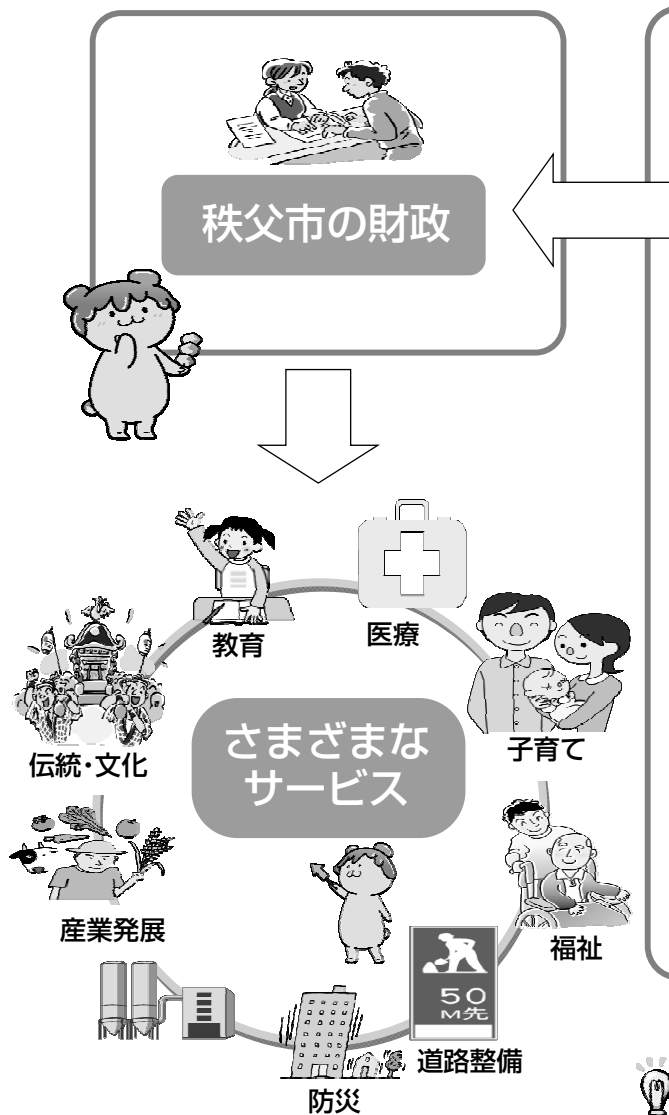 秩父市の財政
教育
医療
伝統・文化
さまざまな
サービス
子育て
産業発展
福祉
50
M先
道路整備
防災